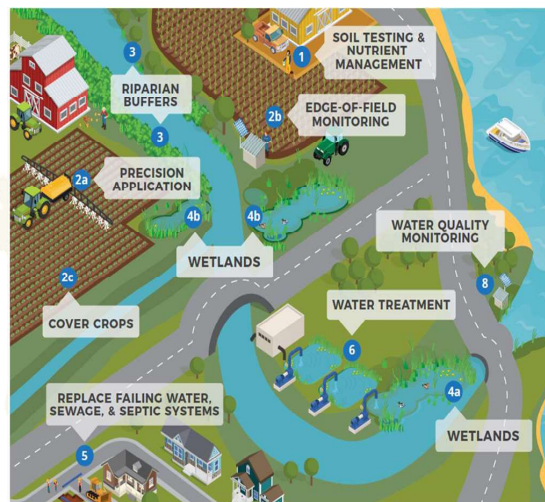 1
SOIL TESTING &
NUTRIENT
MANAGEMENT
3
RIPARIAN
BUFFERS
3
2b
EDGE-OF-FIELD
MONITORING
2a
PRECISION
APPLICATION
4b
4b
WETLANDS
WATER QUALITY
MONITORING
8
2c
COVER CROPS
WATER TREATMENT
6
4a
WETLANDS
REPLACE FAILING WATER,
SEWAGE, & SEPTIC SYSTEMS
5